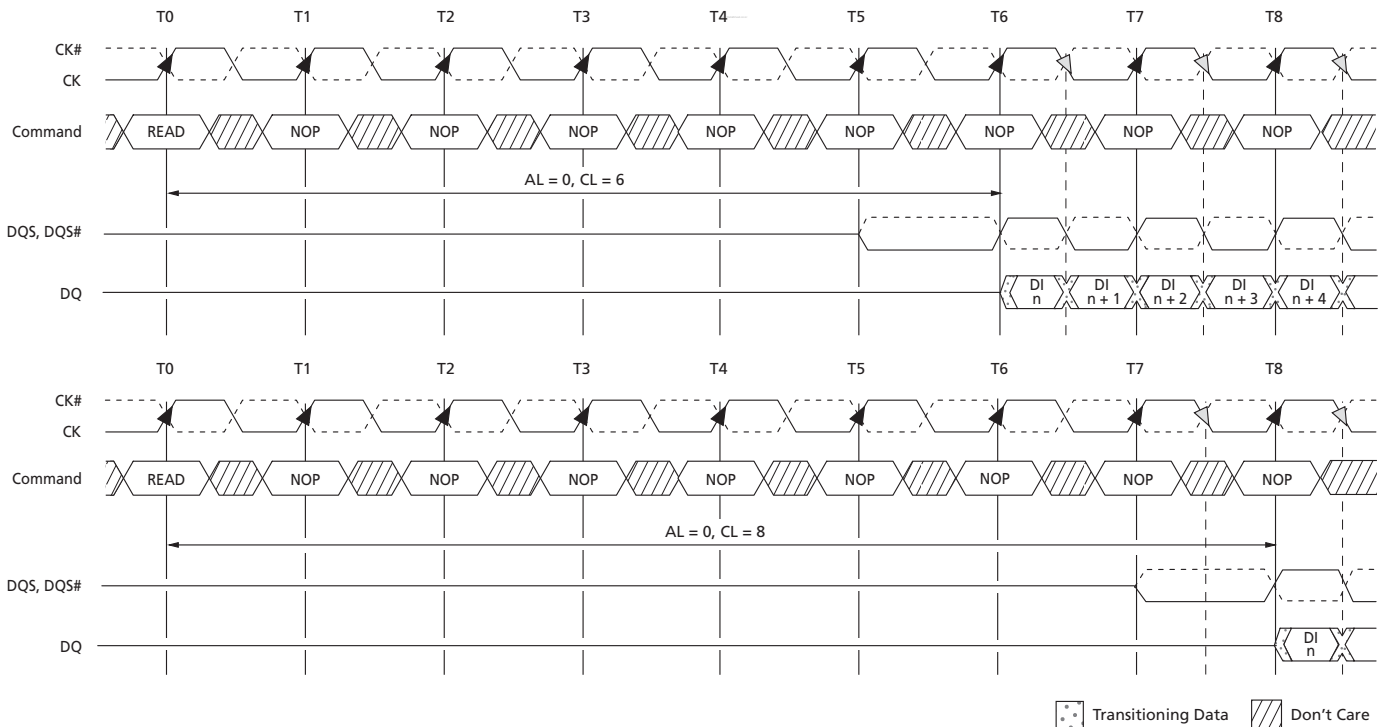 T0 T1 T2 T3 T4 T5 T6 T7 T8
CK#
CK
Command READ NOP NOP NOP NOP NOP NOP NOP NOP
AL = 0, CL = 6
DQS, DQS#
DQ DI n DI n + 1 DI n + 2 DI n + 3 DI n + 4
T0 T1 T2 T3 T4 T5 T6 T7 T8
CK#
CK
Command READ NOP NOP NOP NOP NOP NOP NOP NOP
AL = 0, CL = 8
DQS, DQS#
DQ DI n
Transitioning Data Don't Care